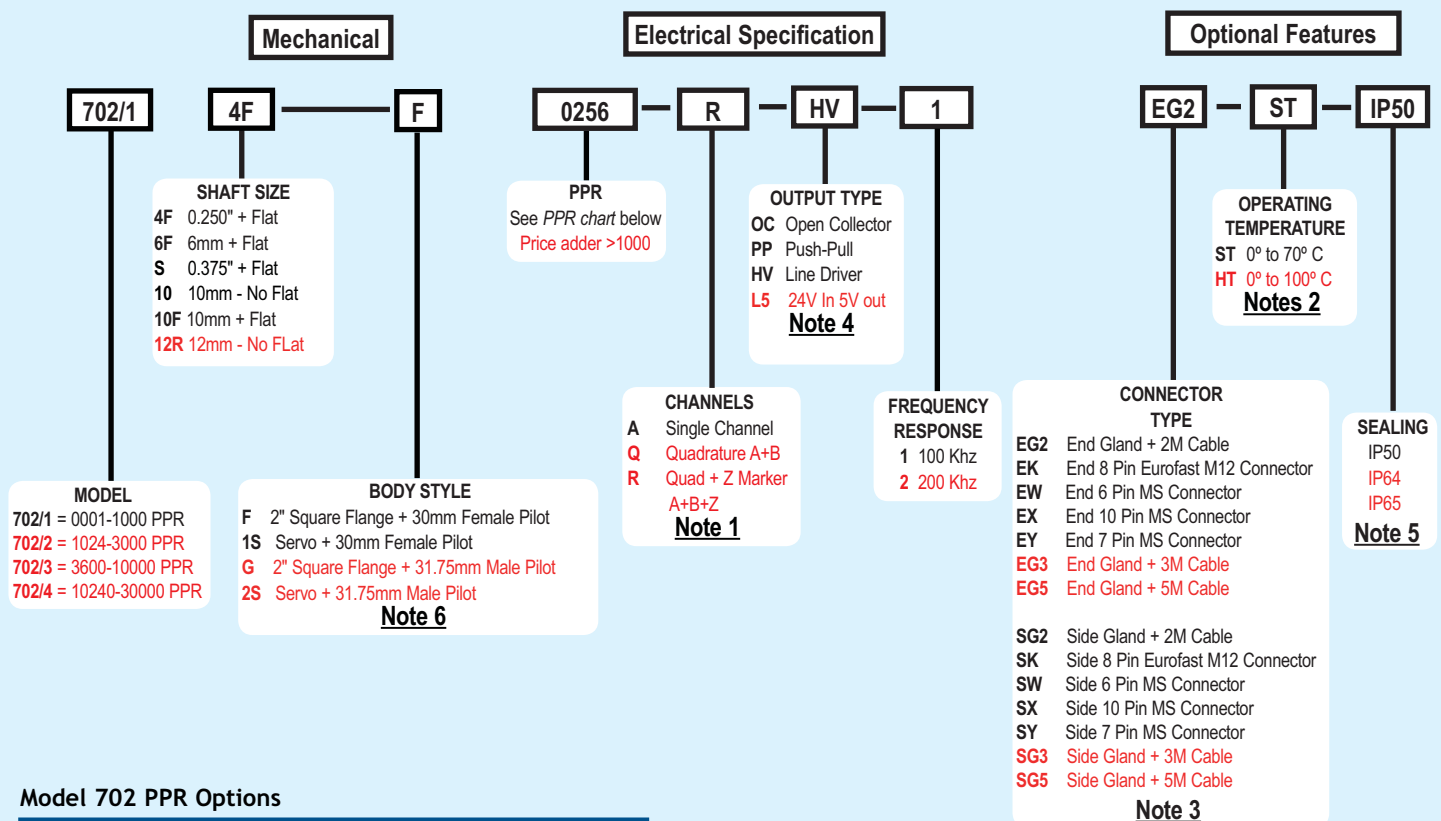 Mechanical
Electrical Specification
Optional Features
702/1
4F
F
0256
R
HV
1
EG2
ST
IP50
SHAFT SIZE
4F 0.250" + Flat
6F 6mm + Flat
S 0.375" + Flat
10 10mm - No Flat
10F 10mm + Flat
12R 12mm - No FLat
PPR
See PPR chart below
Price adder >1000
OUTPUT TYPE
OC Open Collector
PP Push-Pull
HV Line Driver
L5 24V In 5V out
Note 4
OPERATING
TEMPERATURE
ST 0º to 70º C
HT 0º to 100º C
Notes 2
MODEL
702/1 = 0001-1000 PPR
702/2 = 1024-3000 PPR
702/3 = 3600-10000 PPR
702/4 = 10240-30000 PPR
BODY STYLE
F 2" Square Flange + 30mm Female Pilot
1S Servo + 30mm Female Pilot
G 2" Square Flange + 31.75mm Male Pilot
2S Servo + 31.75mm Male Pilot
Note 6
CHANNELS
A Single Channel
Q Quadrature A+B
R Quad + Z Marker
A+B+Z
Note 1
FREQUENCY
RESPONSE
1 100 Khz
2 200 Khz
CONNECTOR
TYPE
EG2 End Gland + 2M Cable
EK End 8 Pin Eurofast M12 Connector
EW End 6 Pin MS Connector
EX End 10 Pin MS Connector
EY End 7 Pin MS Connector
EG3 End Gland + 3M Cable
EG5 End Gland + 5M Cable
SG2 Side Gland + 2M Cable
SK Side 8 Pin Eurofast M12 Connector
SW Side 6 Pin MS Connector
SX Side 10 Pin MS Connector
SY Side 7 Pin MS Connector
SG3 Side Gland + 3M Cable
SG5 Side Gland + 5M Cable
Note 3
SEALING
IP50
IP64
IP65
Note 5
Model 702 PPR Options